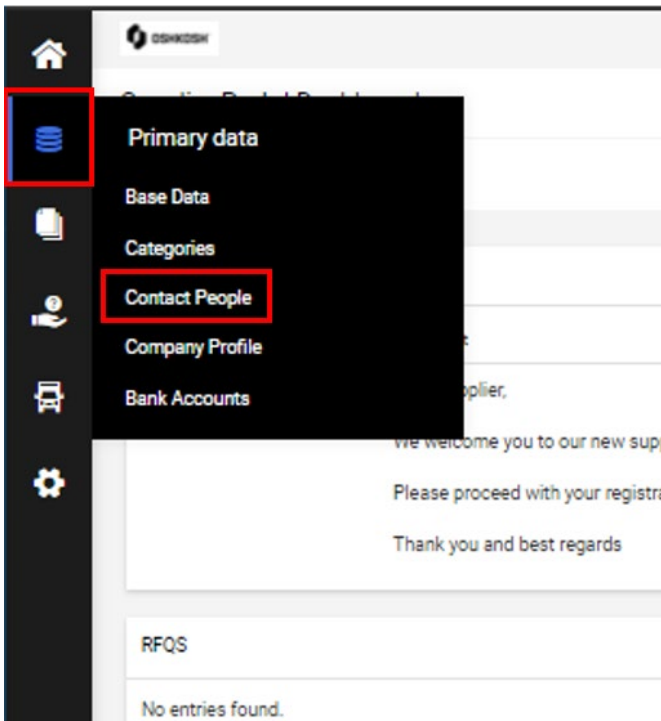 OSHKOSH
Primary data
Base Data
Categories
Contact People
Company Profile
Bank Accounts
plier,
We welcome you to our new sup
Please proceed with your registra
Thank you and best regards
RFQS
No entries found.